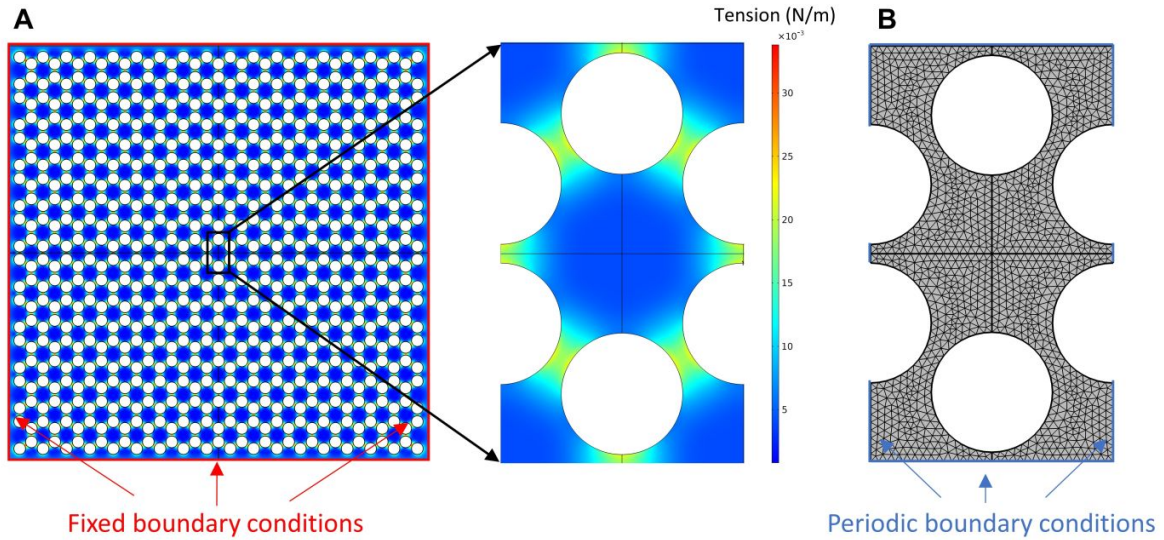 A
Tension (N/m)
B
×10⁻³
30
25
20
15
10
5
Fixed boundary conditions
Periodic boundary conditions